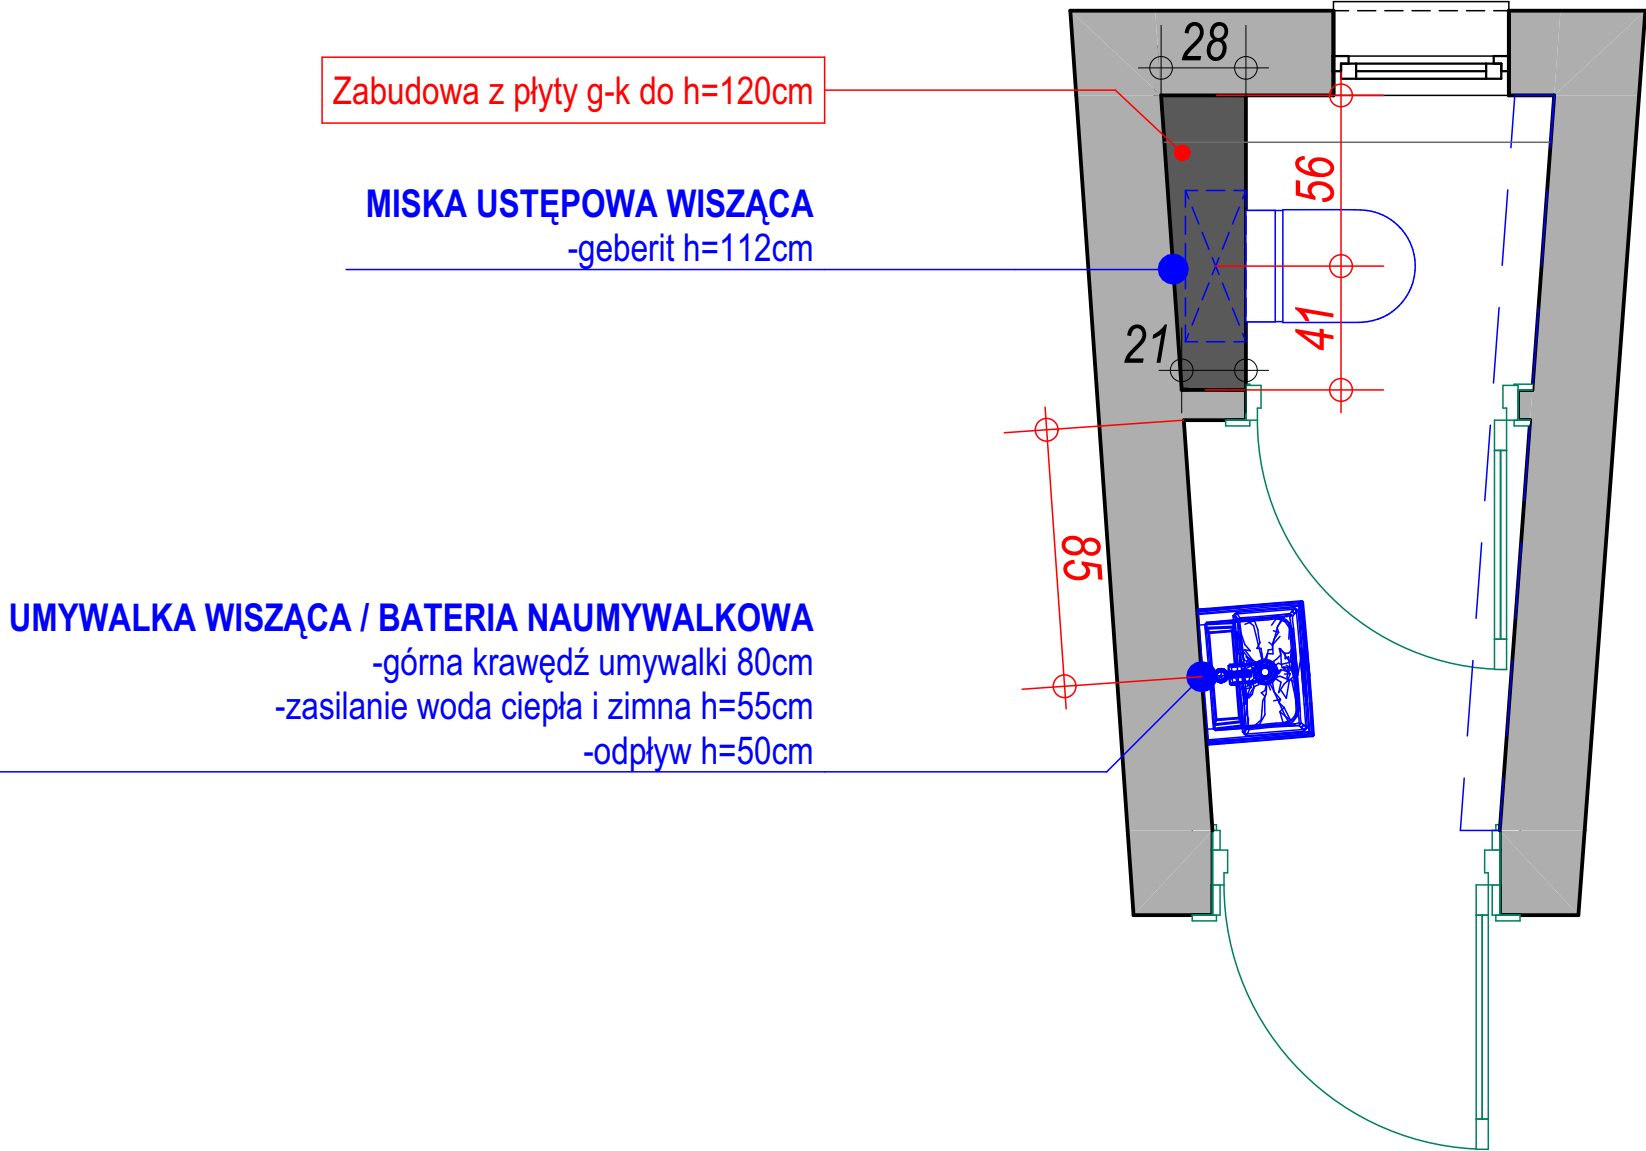 28
Zabudowa z płyty g-k do h=120cm
MISKA USTĘPOWA WISZĄCA
-geberit h=112cm
56
41
21
85
UMYWALKA WISZĄCA / BATERIA NAUMYWALKOWA
-górna krawędź umywalki 80cm
-zasilanie woda ciepła i zimna h=55cm
-odpływ h=50cm